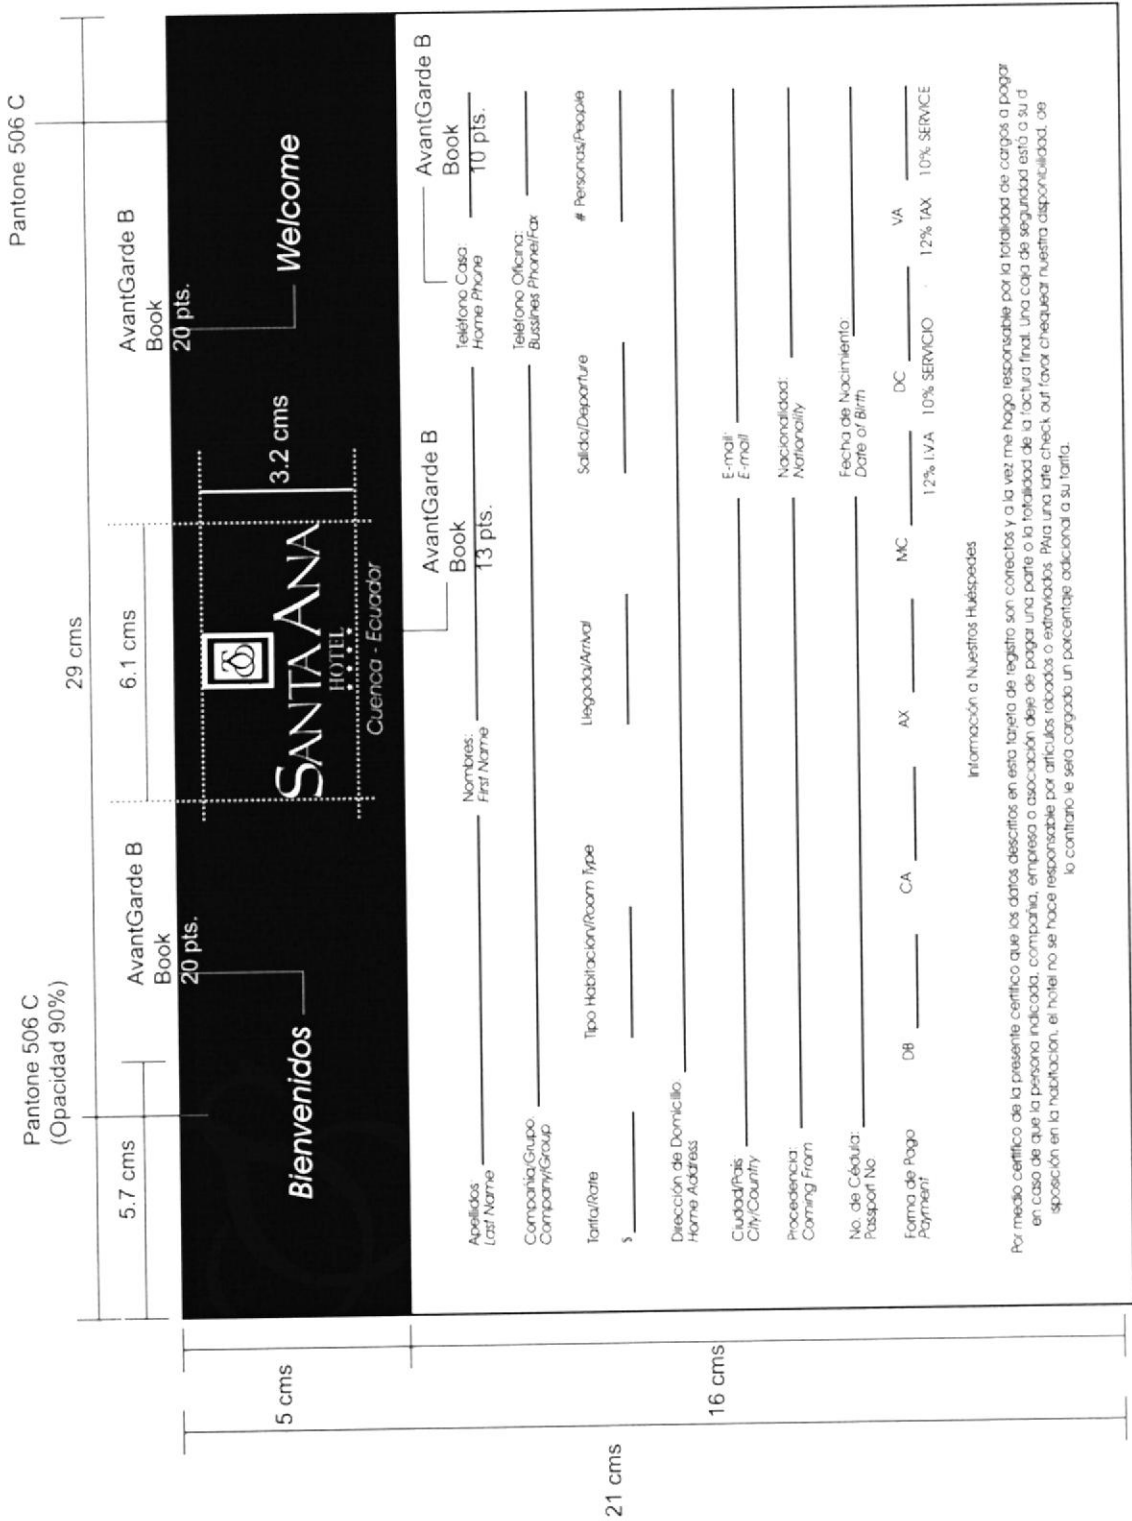 Pantone 506 C
(Opacidad 90%)
Pantone 506 C
29 cms
5.7 cms
6.1 cms
AvantGarde B
Book
20 pts.
AvantGarde B
Book
20 pts.
Bienvenidos
SANTA ANA
HOTEL
Cuenca - Ecuador
3.2 cms
Welcome
5 cms
16 cms
21 cms
AvantGarde B
Book
13 pts.
AvantGarde B
Book
10 pts.
Apellidos
Last Name
Nombres:
First Name
Teléfono Casa:
Home Phone
Compañia/Grupo:
Company/Group
Teléfono Oficina:
Bussines Phone/Fax
Tarifa/Rate
Tipo Habitacion/Room Type
Llegada/Arrival
Salida/Departure
# Personas/People
$
Dirección de Domicilio
Home Address
Ciudad/País
City/Country
E-mail:
E-mail
Procedencia:
Coming From
Nacionalidad:
Nationality
No. de Cédula:
Passport No
Fecha de Nacimiento:
Date of Birth
Forma de Pago
Payment
DB
CA
AX
MC
DC
VA
12% I.V.A 10% SERVICIO . 12% TAX 10% SERVICE
Información a Nuestros Huéspedes
Por medio certifico de la presente certifico que los datos descritos en esta tarjeta de registro son correctos y a la vez me hago responsable por la totalidad de cargos a pagar
en caso de que la persona indicada, compañia, empresa o asociación deje de pagar una parte o la totalidad de la factura final. Una caja de seguridad está a su d
isposición en la habitacion, el hotel no se hace responsable por articulos robados o extraviados. PAra una late check out favor chequear nuestra disponibilidad, de
lo contrario le será cargado un porcentaje adicional a su tarifa.